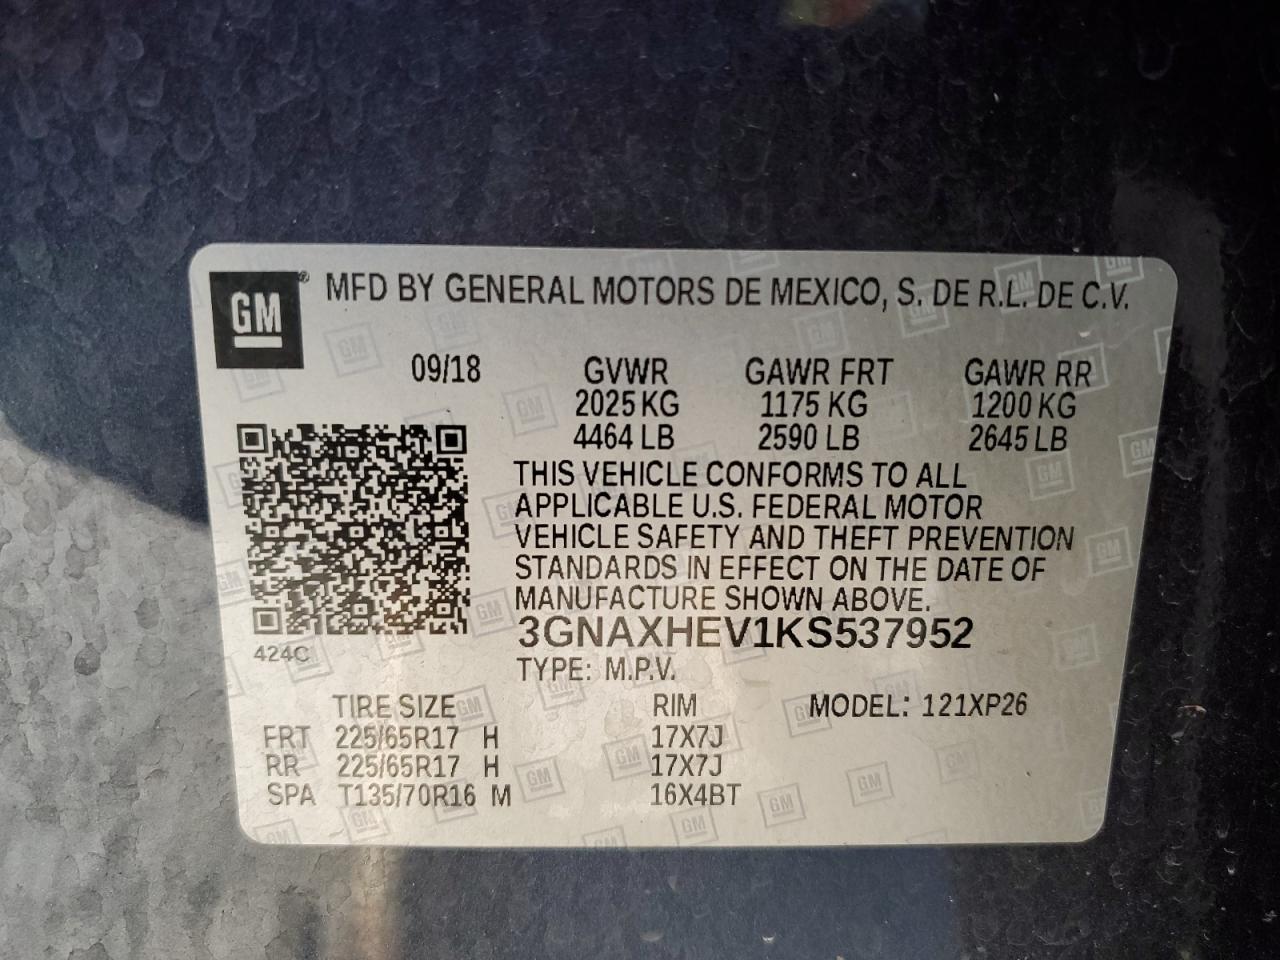 GM ® MFD BY GENERAL MOTORS DE MEXICO, S. DE R.L. DE C.V.
09/18 GVWR GAWR FRT GAWR RR
2025 KG 1175 KG 1200 KG
4464 LB 2590 LB 2645 LB
THIS VEHICLE CONFORMS TO ALL
APPLICABLE U.S. FEDERAL MOTOR
VEHICLE SAFETY AND THEFT PREVENTION
STANDARDS IN EFFECT ON THE DATE OF
MANUFACTURE SHOWN ABOVE.
3GNAXHEV1KS537952
424C
TYPE: M.P.V.
TIRE SIZE RIM MODEL: 121XP26
FRT 225/65R17 H 17X7J
RR 225/65R17 H 17X7J
SPA T135/70R16 M 16X4BT